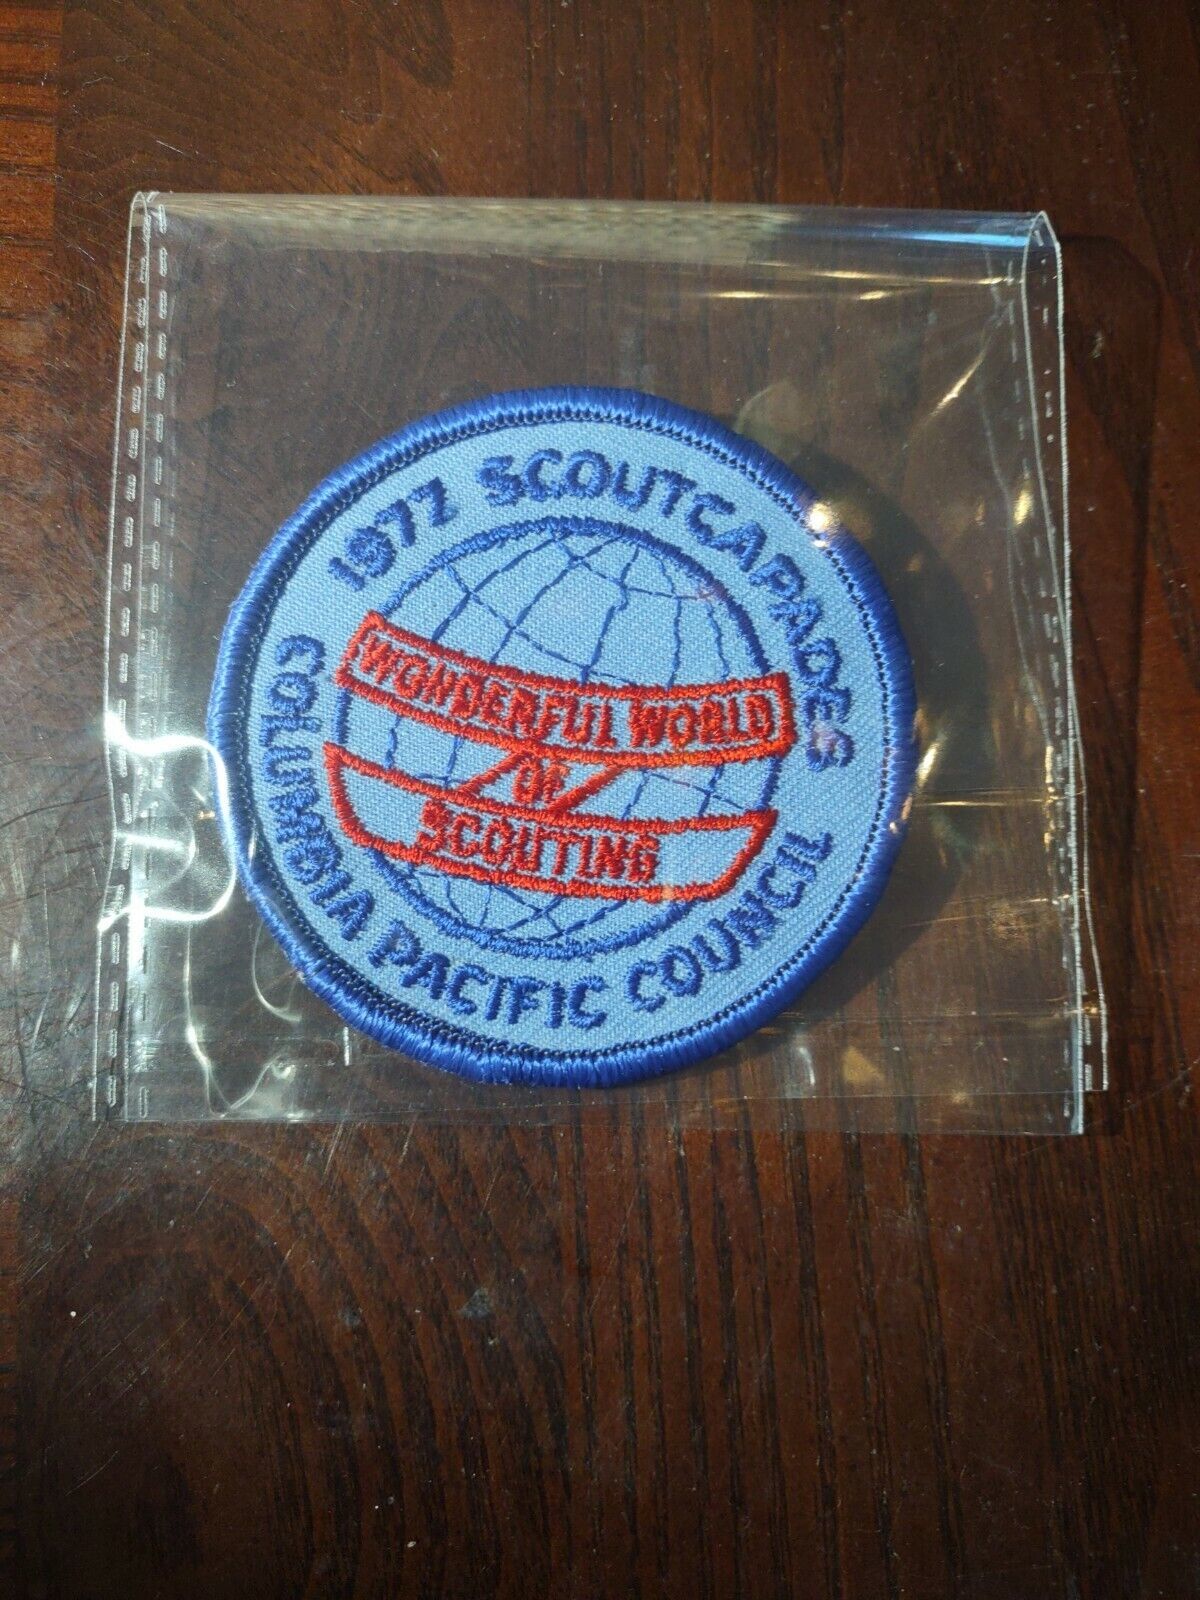 1977 SCOUTCAPADES
WONDERFUL WORLD
OF
SCOUTING
COLUMBIA PACIFIC COUNCIL